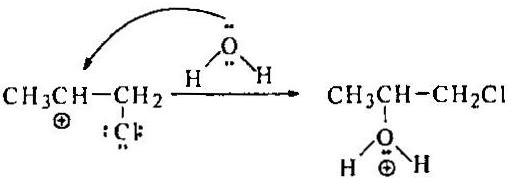 Ö
H H
CH3CH–CH2 CH3CH–CH2Cl
⊕ :Cl: O
H ⊕ H